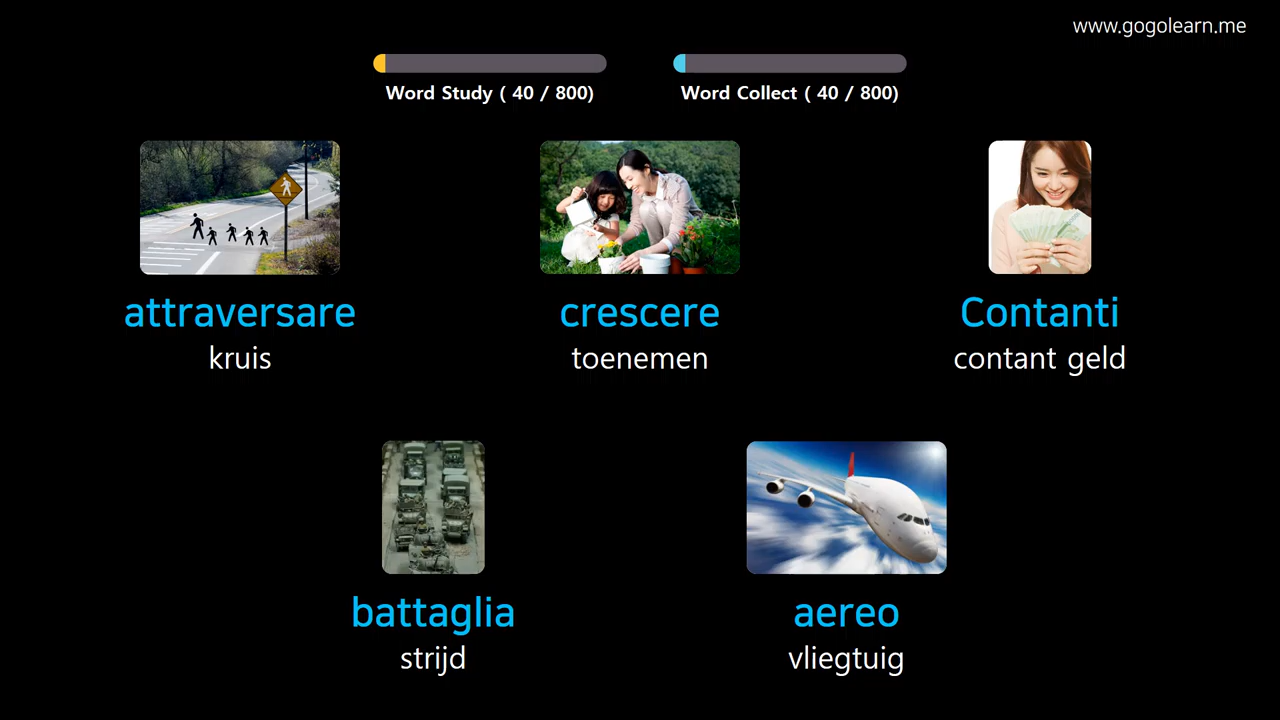 www.gogolearn.me
Word Study ( 40 / 800)
Word Collect ( 40 / 800)
attraversare
kruis
crescere
toenemen
Contanti
contant geld
battaglia
strijd
aereo
vliegtuig